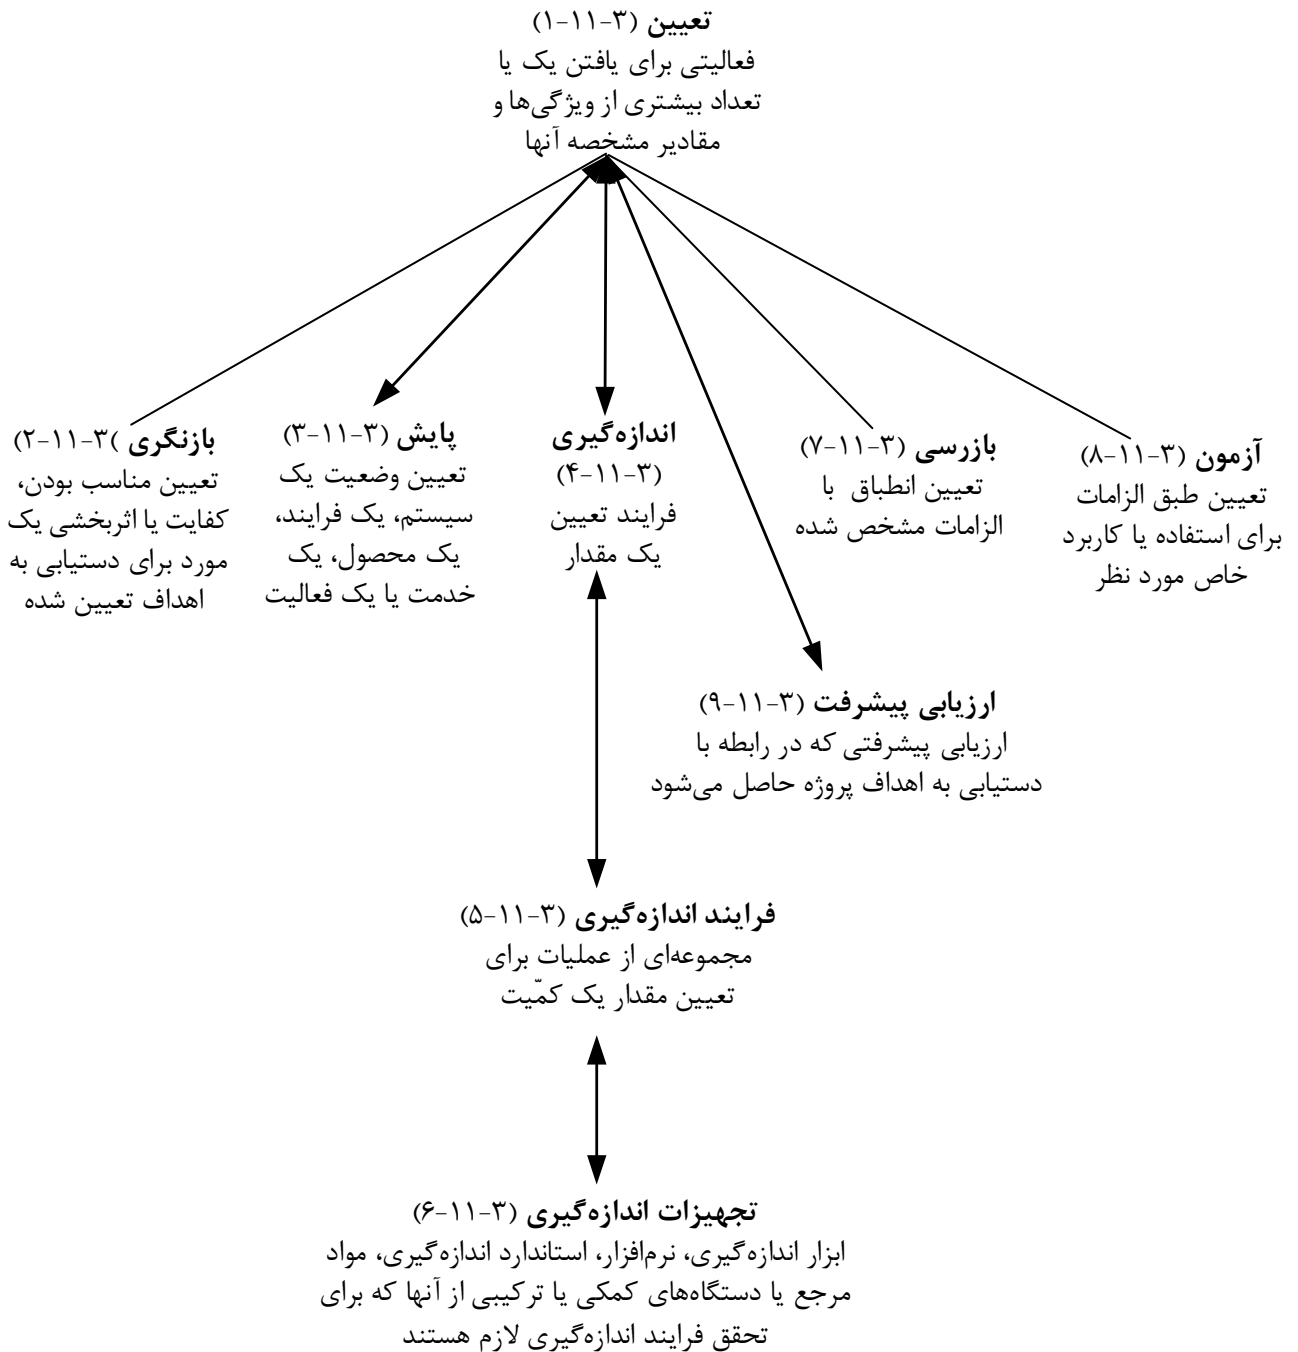 تعیین (۳-۱۱-۱)
فعالیتی برای یافتن یک یا
تعداد بیشتری از ویژگی‌ها و
مقادیر مشخصه آنها
بازنگری (۳-۱۱-۲)
تعیین مناسب بودن،
کفایت یا اثربخشی یک
مورد برای دستیابی به
اهداف تعیین شده
پایش (۳-۱۱-۳)
تعیین وضعیت یک
سیستم، یک فرایند،
یک محصول، یک
خدمت یا یک فعالیت
اندازه‌گیری
(۳-۱۱-۴)
فرایند تعیین
یک مقدار
بازرسی (۳-۱۱-۷)
تعیین انطباق با
الزامات مشخص شده
آزمون (۳-۱۱-۸)
تعیین طبق الزامات
برای استفاده یا کاربرد
خاص مورد نظر
ارزیابی پیشرفت (۳-۱۱-۹)
ارزیابی پیشرفتی که در رابطه با
دستیابی به اهداف پروژه حاصل می‌شود
فرایند اندازه‌گیری (۳-۱۱-۵)
مجموعه‌ای از عملیات برای
تعیین مقدار یک کمّیت
تجهیزات اندازه‌گیری (۳-۱۱-۶)
ابزار اندازه‌گیری، نرم‌افزار، استاندارد اندازه‌گیری، مواد
مرجع یا دستگاه‌های کمکی یا ترکیبی از آنها که برای
تحقق فرایند اندازه‌گیری لازم هستند